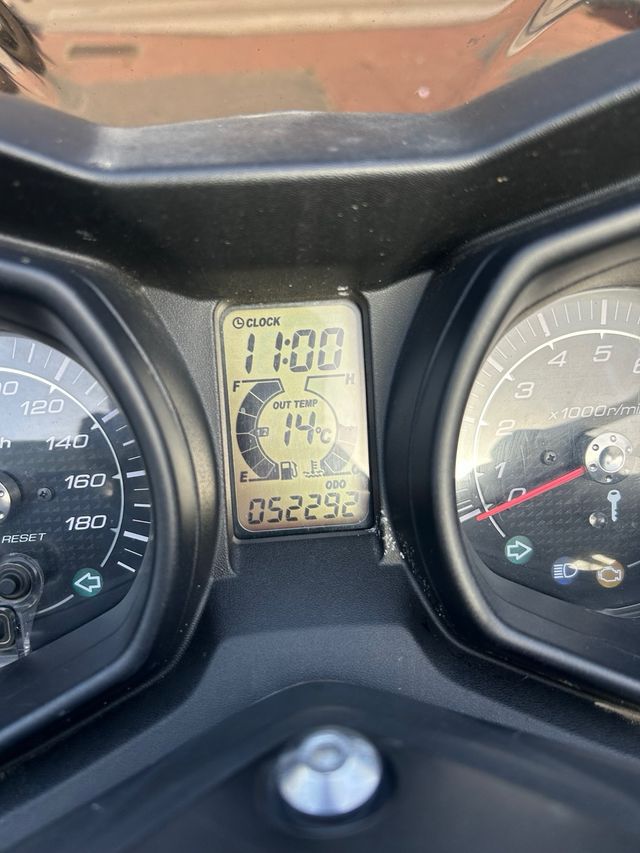 CLOCK
11:00
F H
OUT TEMP
14°C
E C
ODO
052292
120
140
160
180
RESET
0
1
2
3
4
5
x1000r/mi